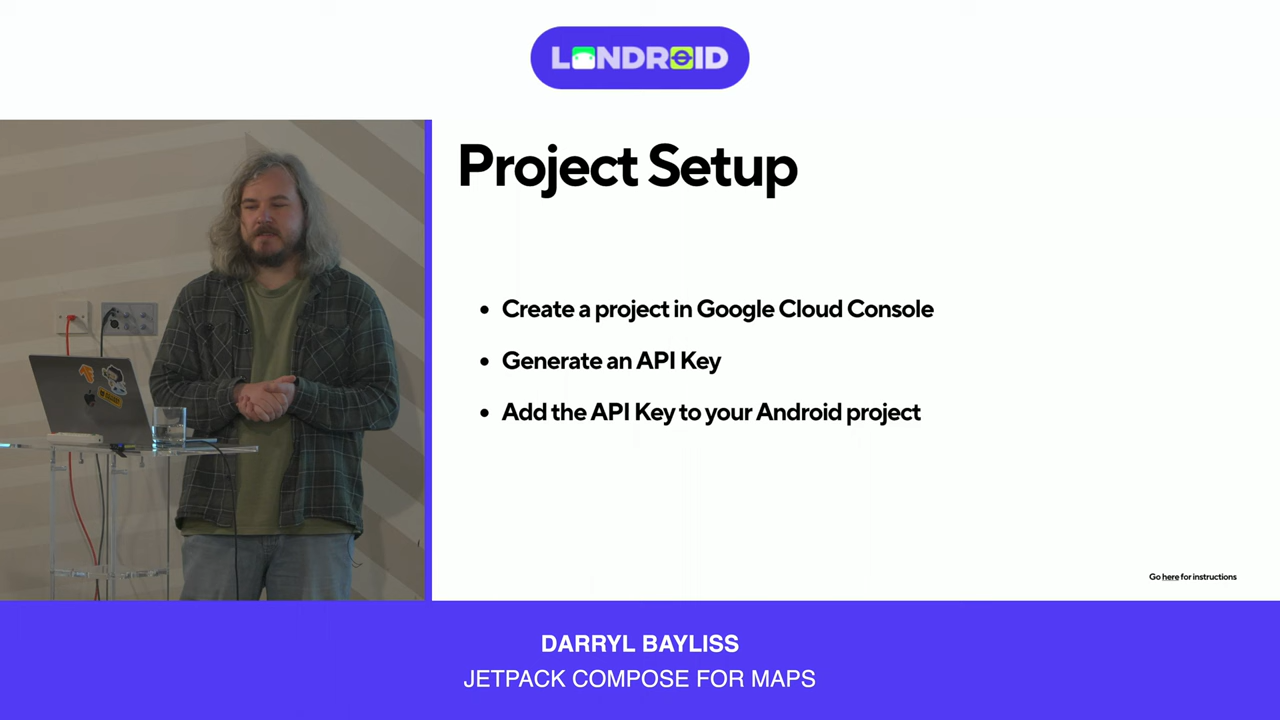 LONDROID
Project Setup
• Create a project in Google Cloud Console
• Generate an API Key
• Add the API Key to your Android project
Go here for instructions
DARRYL BAYLISS
JETPACK COMPOSE FOR MAPS